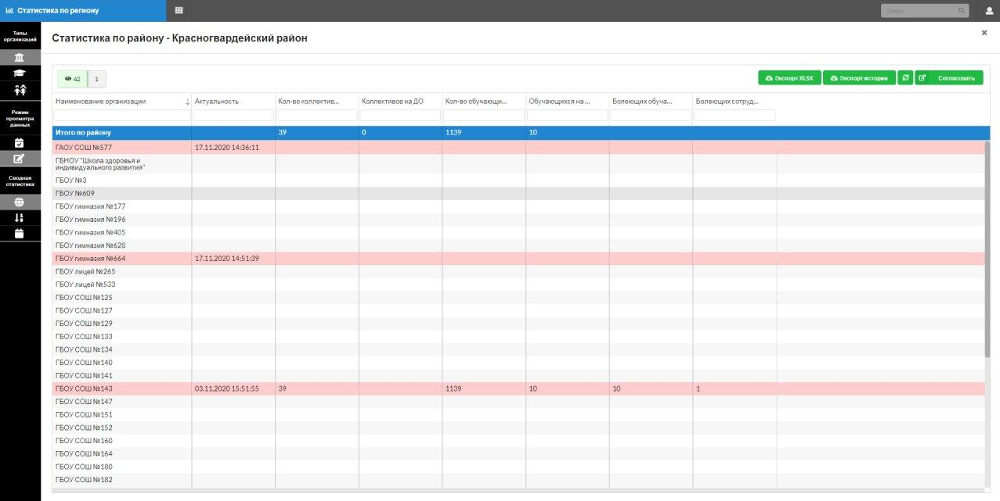 Статистика по региону
Поиск...
Типы
организаций
Режим
просмотра
данных
Сводная
статистика
Статистика по району - Красногвардейский район
42 1
Экспорт XLSX Экспорт истории Согласовать
Наименование организации Актуальность Кол-во коллектив... Коллективов на ДО Кол-во обучающи... Обучающихся на ... Болеющих обуча... Болеющих сотруд...
Итого по району 39 0 1139 10
ГАОУ СОШ №577 17.11.2020 14:36:11
ГБНОУ "Школа здоровья и
индивидуального развития"
ГБОУ №3
ГБОУ №609
ГБОУ гимназия №177
ГБОУ гимназия №196
ГБОУ гимназия №405
ГБОУ гимназия №628
ГБОУ гимназия №664 17.11.2020 14:51:39
ГБОУ лицей №265
ГБОУ лицей №533
ГБОУ СОШ №125
ГБОУ СОШ №127
ГБОУ СОШ №129
ГБОУ СОШ №133
ГБОУ СОШ №134
ГБОУ СОШ №140
ГБОУ СОШ №141
ГБОУ СОШ №143 03.11.2020 15:51:55 39 1139 10 10 1
ГБОУ СОШ №147
ГБОУ СОШ №151
ГБОУ СОШ №152
ГБОУ СОШ №160
ГБОУ СОШ №164
ГБОУ СОШ №180
ГБОУ СОШ №182